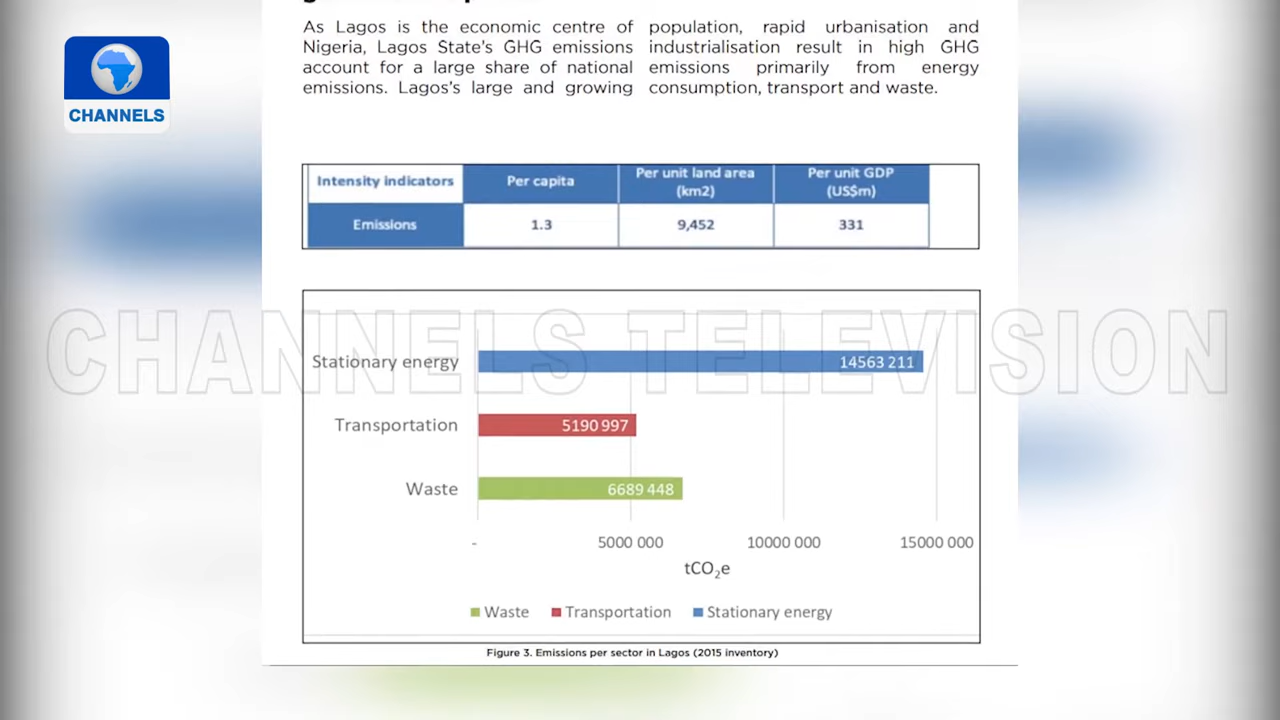 As Lagos is the economic centre of
Nigeria, Lagos State's GHG emissions
account for a large share of national
emissions. Lagos's large and growing
population, rapid urbanisation and
industrialisation result in high GHG
emissions primarily from energy
consumption, transport and waste.
CHANNELS
Intensity indicators Per capita Per unit land area (km2) Per unit GDP (US$m)
Emissions 1.3 9,452 331
CHANNELS TELEVISION
Stationary energy 14563 211
Transportation 5190 997
Waste 6689 448
- 5000 000 10000 000 15000 000
tCO₂e
Waste Transportation Stationary energy
Figure 3. Emissions per sector in Lagos (2015 inventory)